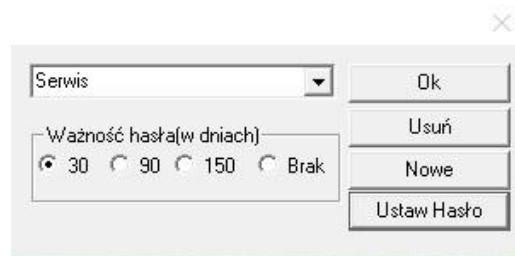 Serwis
Ok
Ważność hasła(w dniach)
30 90 150 Brak
Usuń
Nowe
Ustaw Hasło